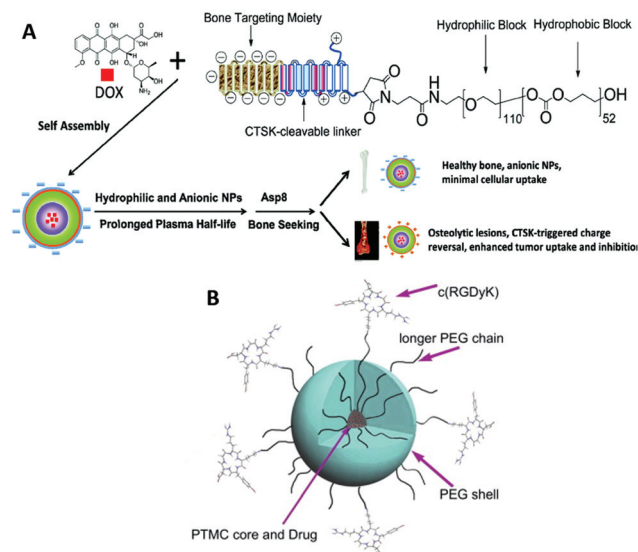 A
Bone Targeting Moiety
Hydrophilic Block
Hydrophobic Block
DOX
+
CTSK-cleavable linker
110
52
Self Assembly
Hydrophilic and Anionic NPs
Prolonged Plasma Half-life
Asp8
Bone Seeking
Healthy bone, anionic NPs,
minimal cellular uptake
Osteolytic lesions, CTSK-triggered charge
reversal, enhanced tumor uptake and inhibition
B
c(RGDyK)
longer PEG chain
PEG shell
PTMC core and Drug